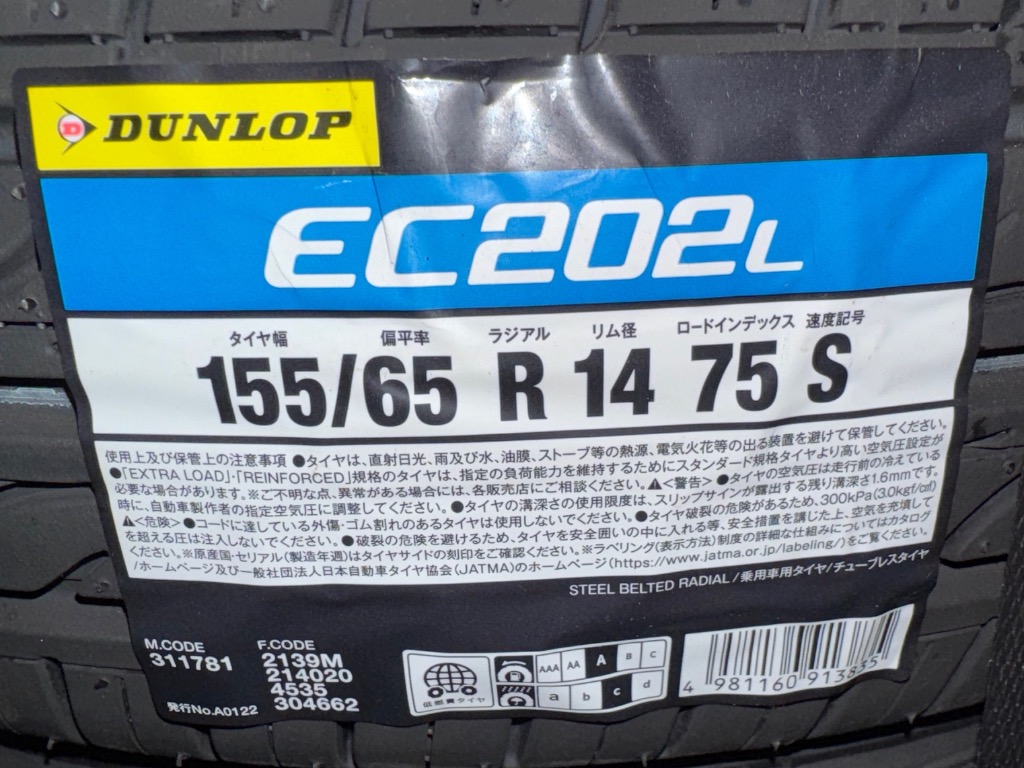 DUNLOP
EC202L
タイヤ幅 偏平率 ラジアル リム径 ロードインデックス 速度記号
155/65 R 14 75 S
使用上及び保管上の注意事項 ●タイヤは、直射日光、雨及び水、油膜、ストーブ等の熱源、電気火花等の出る装置を避けて保管してください。
●「EXTRA LOAD」・「REINFORCED」規格のタイヤは、指定の負荷能力を維持するためにスタンダード規格タイヤより高い空気圧設定が
必要な場合があります。※ご不明な点、異常がある場合には、各販売店にご相談ください。⚠<警告> ●タイヤの空気圧は走行前の冷えている
時に、自動車製作者の指定空気圧に調整してください。●タイヤの溝深さの使用限度は、スリップサインが露出する残り溝深さ1.6mmです。
⚠<危険> ●コードに達している外傷・ゴム割れのあるタイヤは使用しないでください。●タイヤ破裂の危険があるため、300kPa(3.0kgf/c㎡)
を超える圧は注入しないでください。●破裂の危険を避けるため、タイヤを安全囲いの中に入れる等、安全措置を講じた上、空気を充填して
ください。※原産国・セリアル(製造年週)はタイヤサイドの刻印をご確認ください。※ラベリング(表示方法)制度の詳細な仕組みについてはカタログ
/ホームページ及び一般社団法人日本自動車タイヤ協会(JATMA)のホームページ(https://www.jatma.or.jp/labeling/)をご覧ください。
STEEL BELTED RADIAL/乗用車用タイヤ/チューブレスタイヤ
M.CODE F.CODE
311781 2139M
214020
4535
発行No.A0122 304662
低燃費タイヤ
AAA AA A B C
a b c d
4 981160 913835